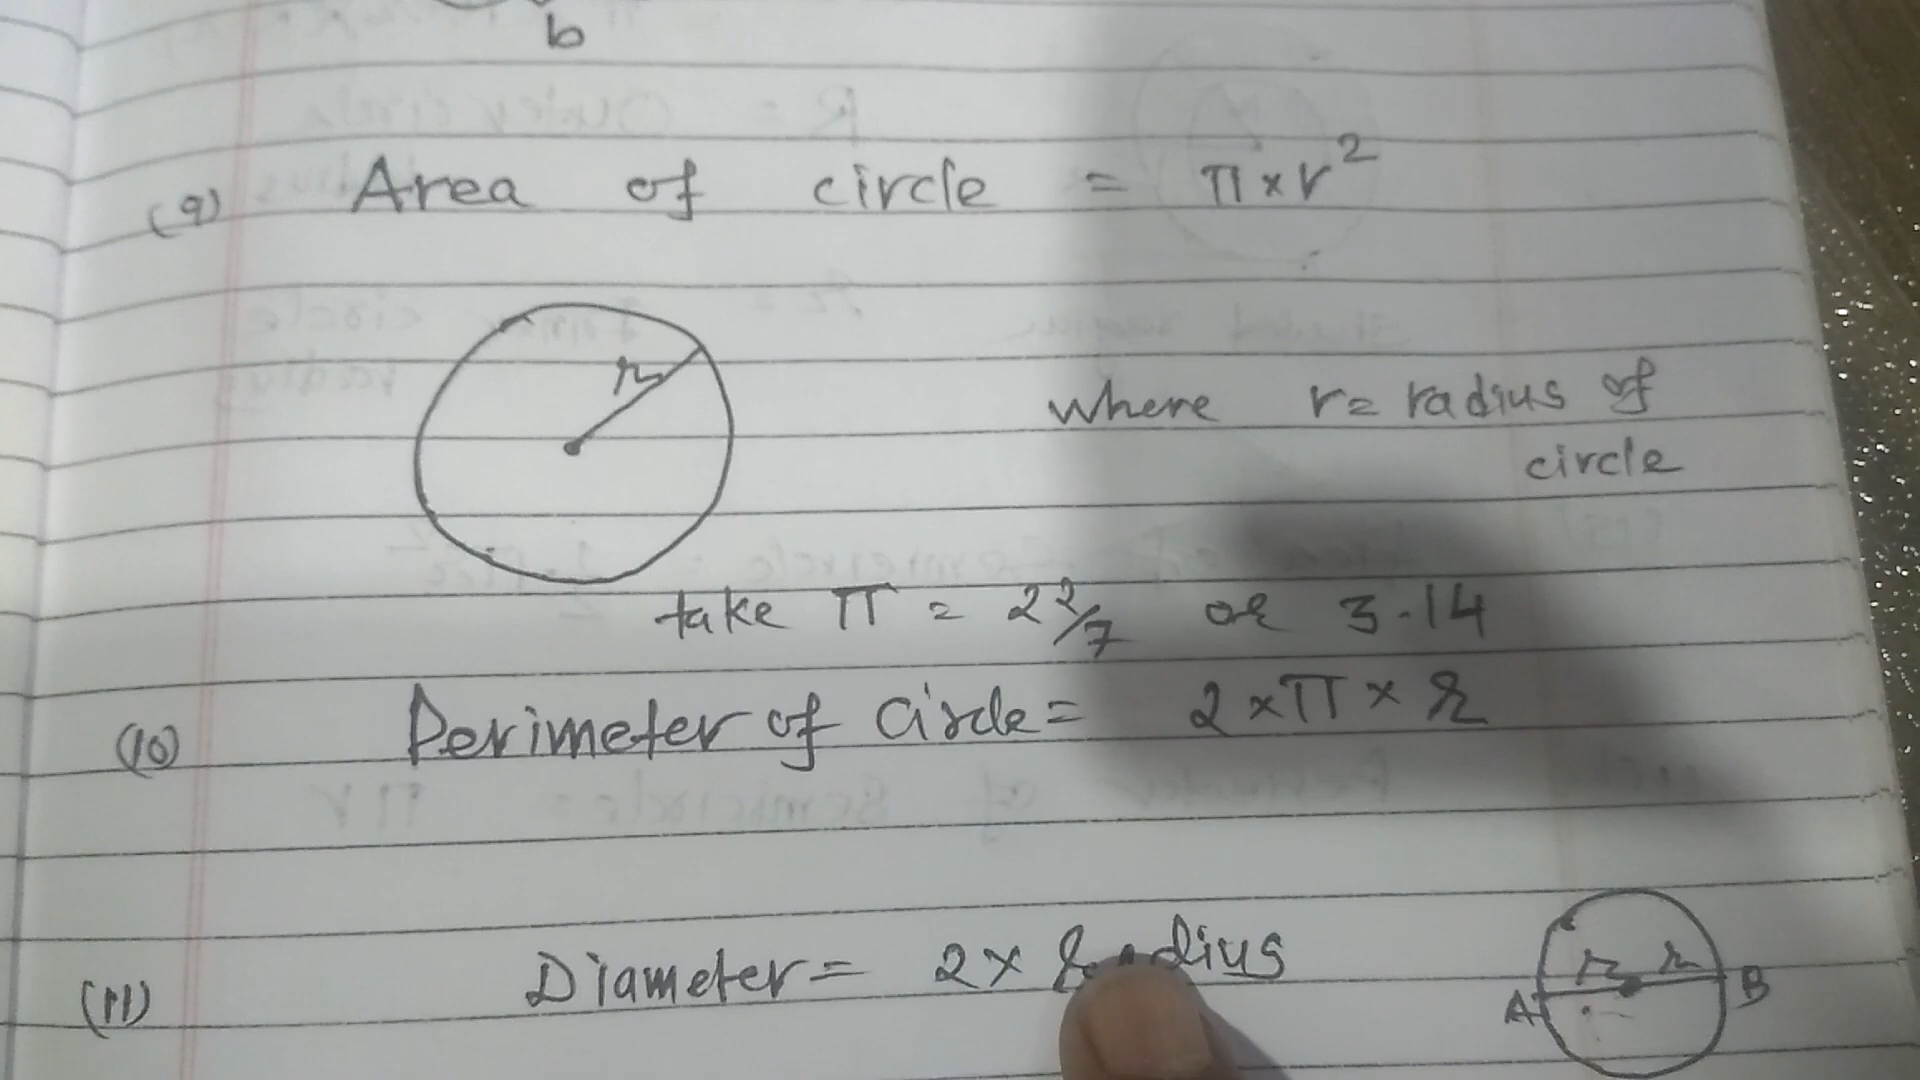 b
(9) Area of circle = π×r²
r
where r= radius of
circle
take π = 22/7 or 3.14
(10) Perimeter of Circle = 2×π×r
(11) Diameter = 2× Radius
r r
A B